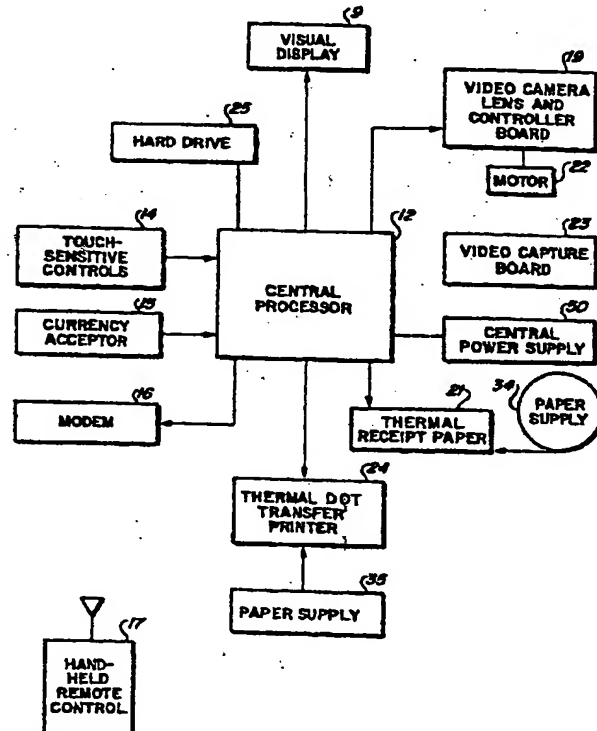 9
VISUAL
DISPLAY
19
VIDEO CAMERA
LENS AND
CONTROLLER
BOARD
25
HARD DRIVE
MOTOR
22
14
TOUCH-
SENSITIVE
CONTROLS
12
CENTRAL
PROCESSOR
23
VIDEO CAPTURE
BOARD
15
CURRENCY
ACCEPTOR
50
CENTRAL
POWER SUPPLY
16
MODEM
21
THERMAL
RECEIPT PAPER
34
PAPER
SUPPLY
24
THERMAL DOT
TRANSFER
PRINTER
35
PAPER SUPPLY
17
HAND-
HELD
REMOTE
CONTROL